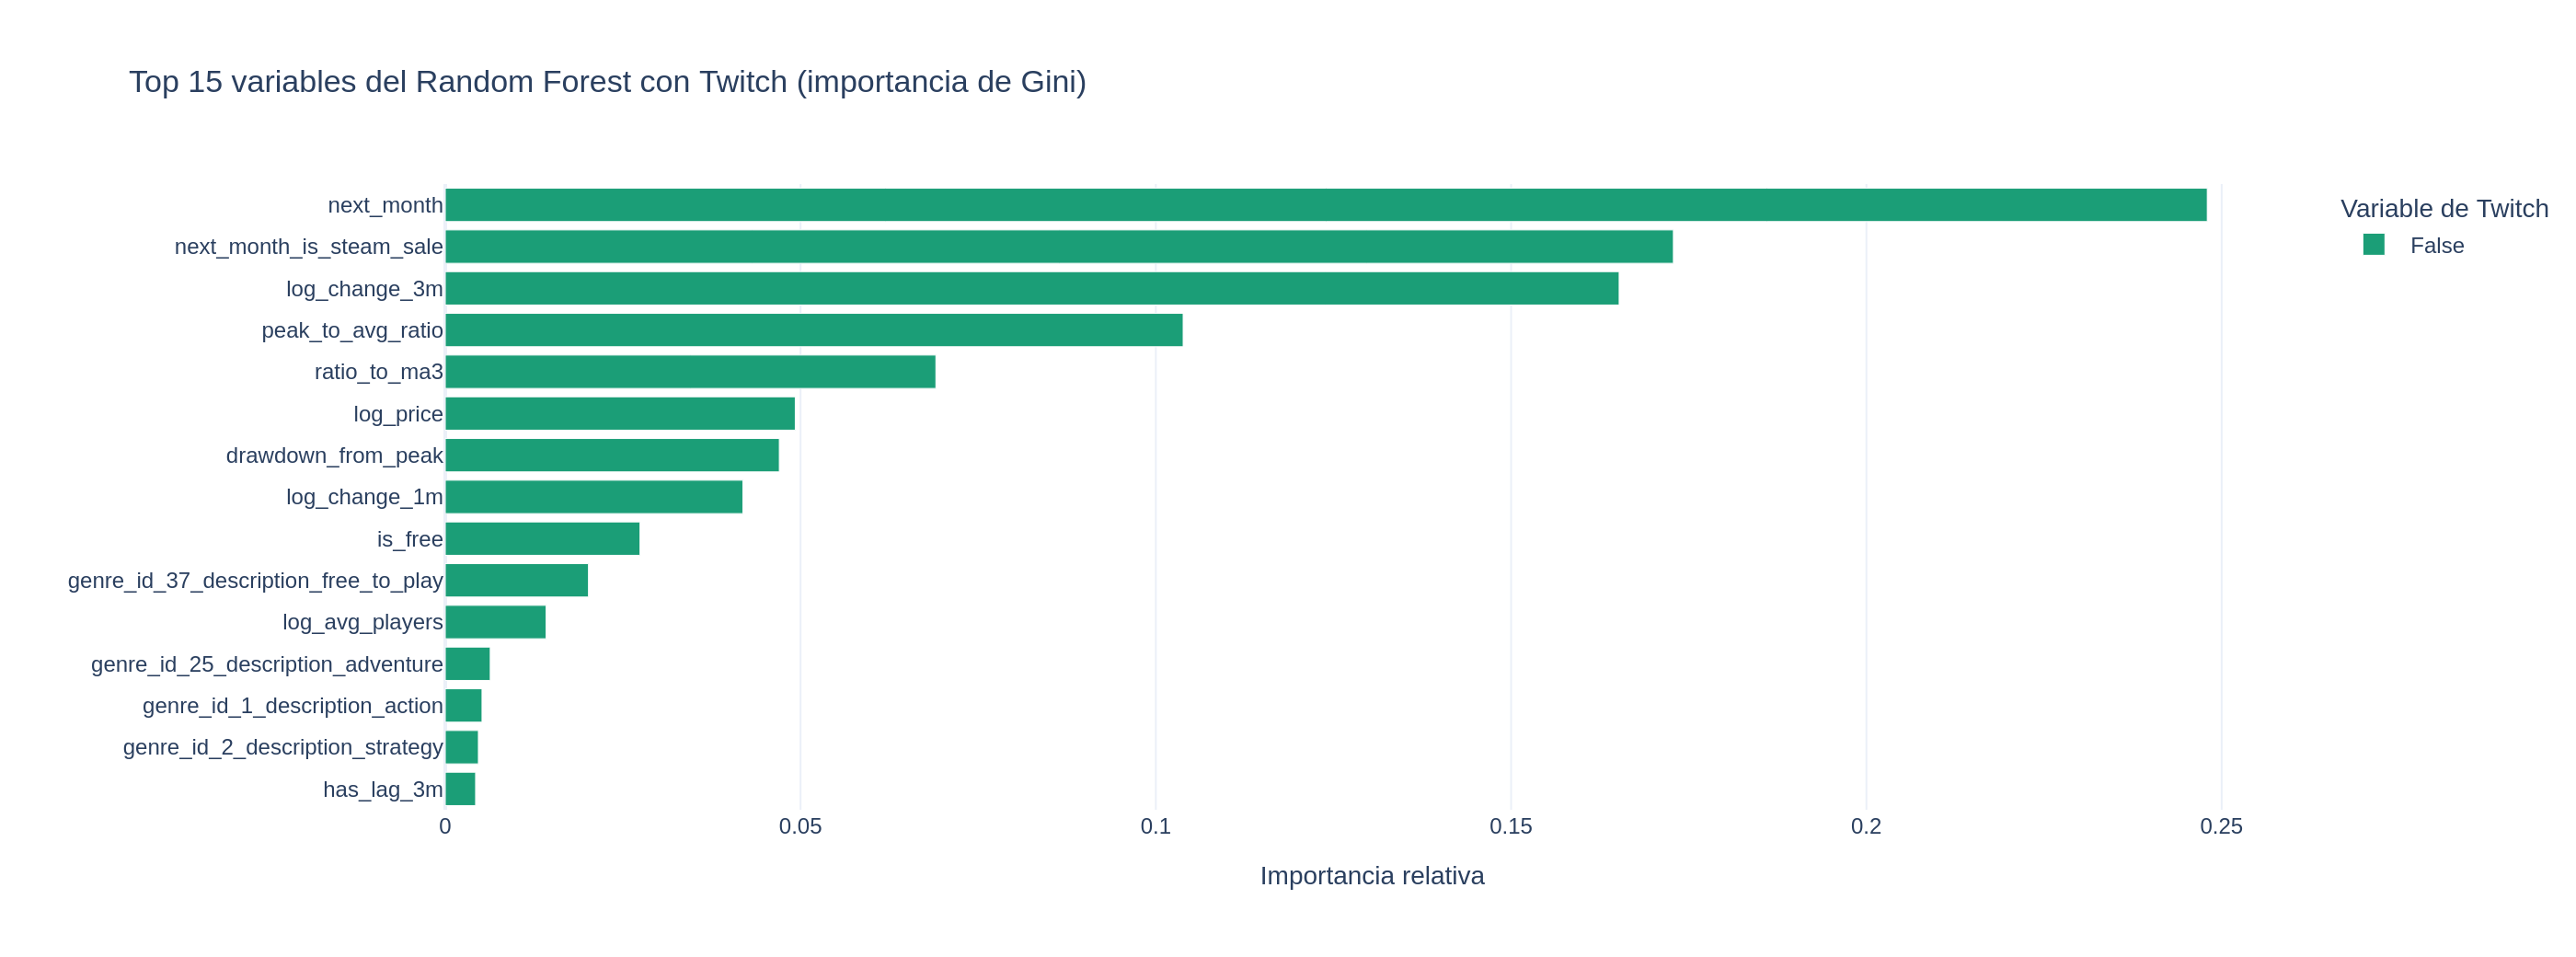 Top 15 variables del Random Forest con Twitch (importancia de Gini)
next_month
next_month_is_steam_sale
log_change_3m
peak_to_avg_ratio
ratio_to_ma3
log_price
drawdown_from_peak
log_change_1m
is_free
genre_id_37_description_free_to_play
log_avg_players
genre_id_25_description_adventure
genre_id_1_description_action
genre_id_2_description_strategy
has_lag_3m
0 0.05 0.1 0.15 0.2 0.25
Importancia relativa
Variable de Twitch
False